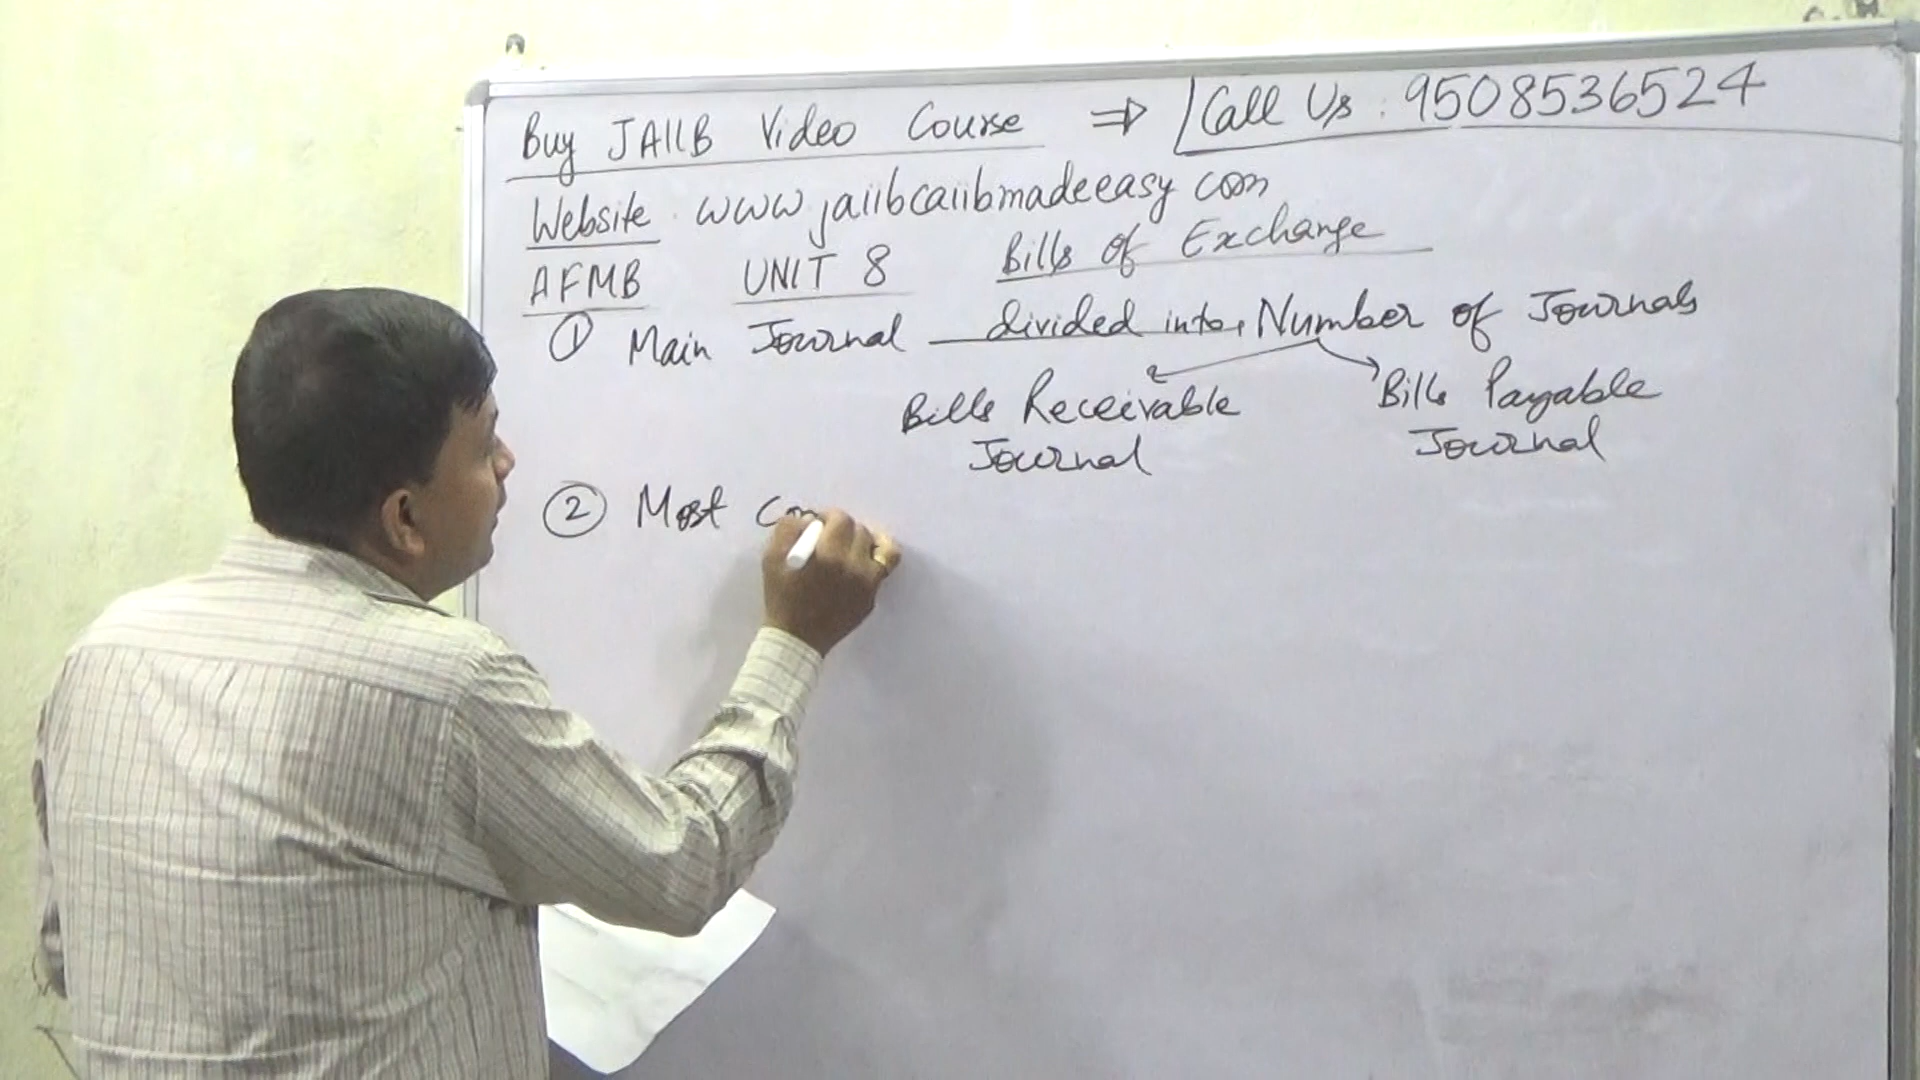 Buy JAIIB Video Course ⇒ Call Us : 9508536524
Website . www.jaiibcaiibmadeeasy com
AFMB UNIT 8 Bills of Exchange
① Main Journal divided into, Number of Journals
Bills Receivable Journal
Bills Payable Journal
② Most